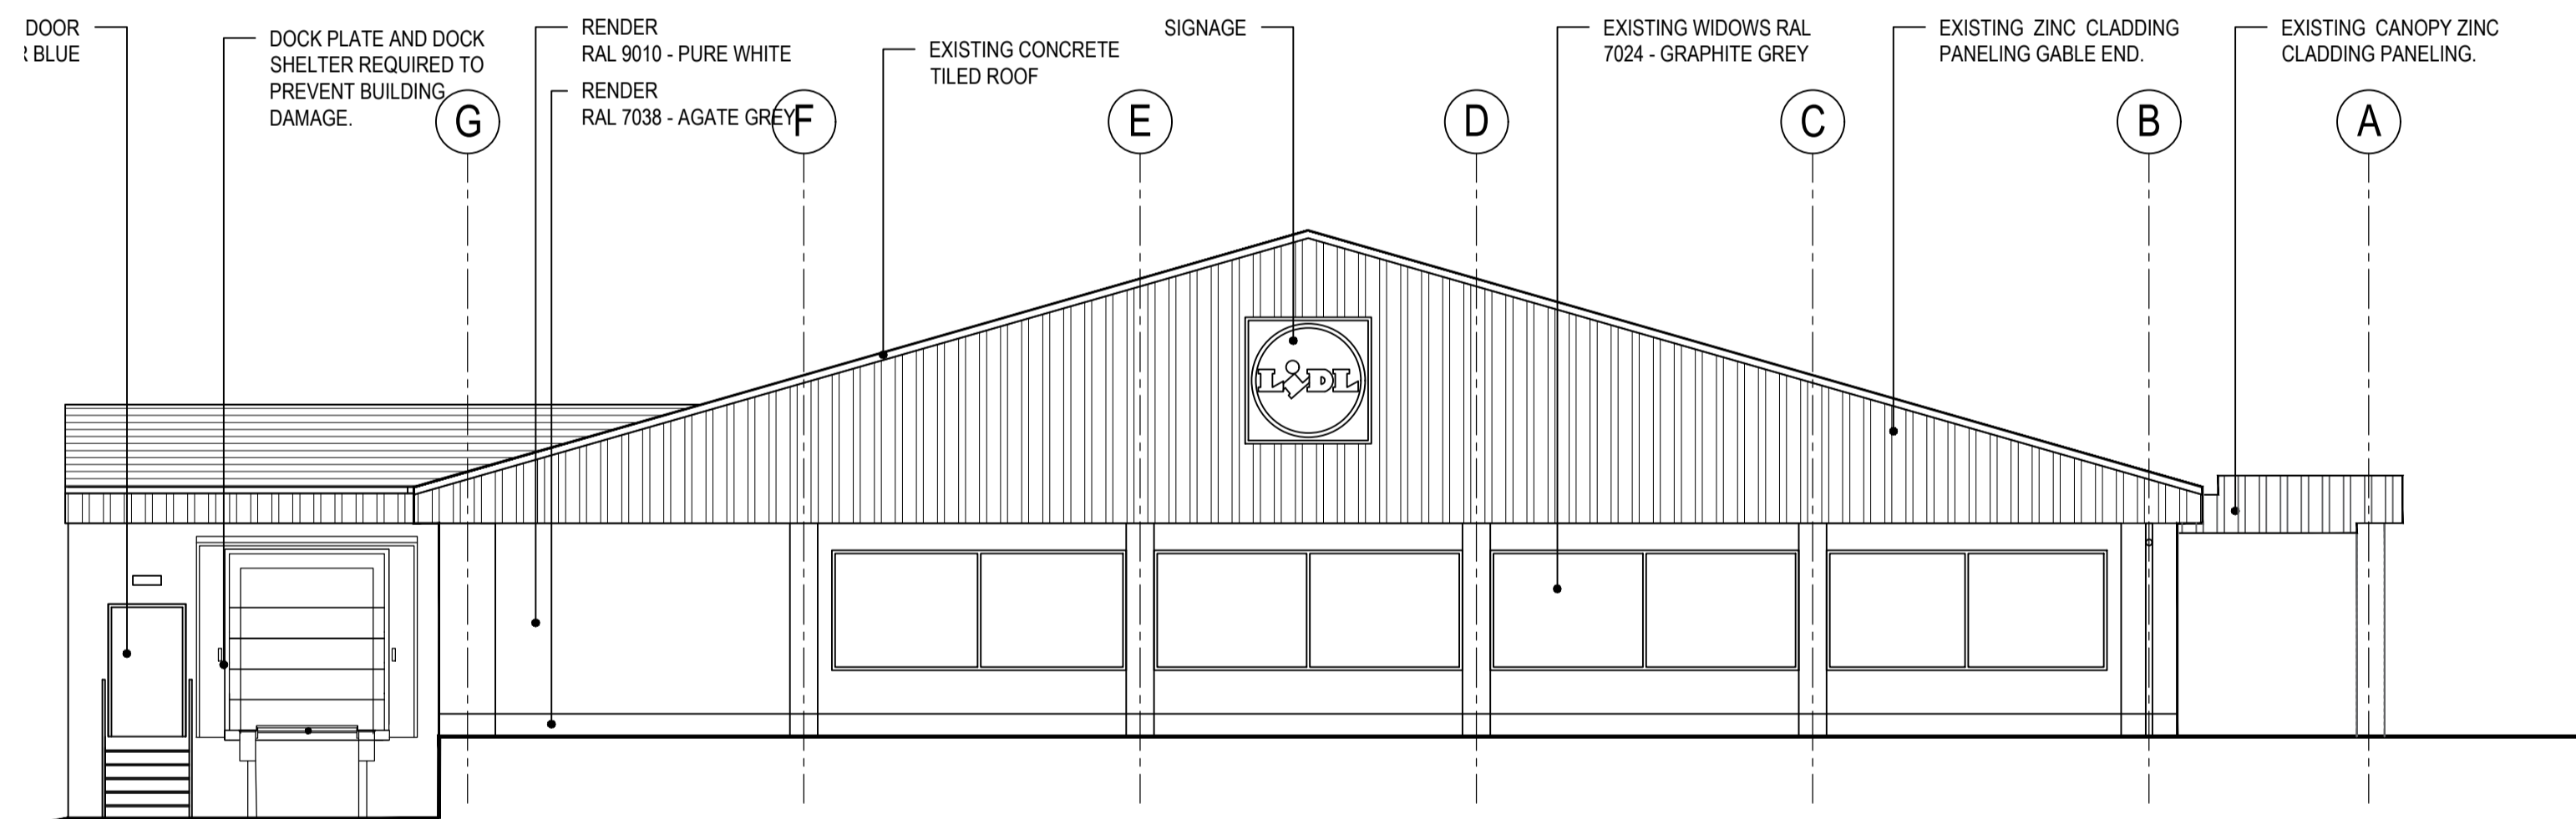 DOOR
BLUE
DOCK PLATE AND DOCK
SHELTER REQUIRED TO
PREVENT BUILDING
DAMAGE.
RENDER
RAL 9010 - PURE WHITE
RENDER
RAL 7038 - AGATE GREY
EXISTING CONCRETE
TILED ROOF
SIGNAGE
EXISTING WIDOWS RAL
7024 - GRAPHITE GREY
EXISTING ZINC CLADDING
PANELING GABLE END.
EXISTING CANOPY ZINC
CLADDING PANELING.
G
F
E
D
C
B
A
LIDL